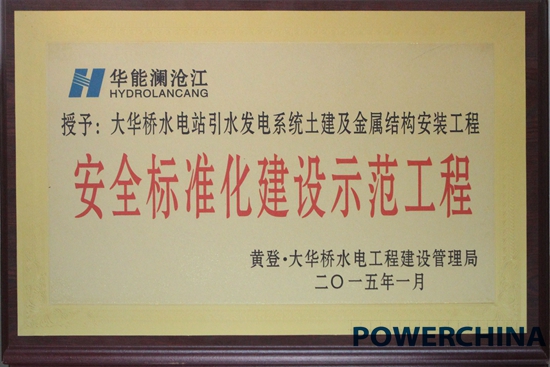 华能澜沧江
HYDROLANCANG
授予：大华桥水电站引水发电系统土建及金属结构安装工程
安全标准化建设示范工程
黄登·大华桥水电工程建设管理局
二〇一五年一月
POWERCHINA